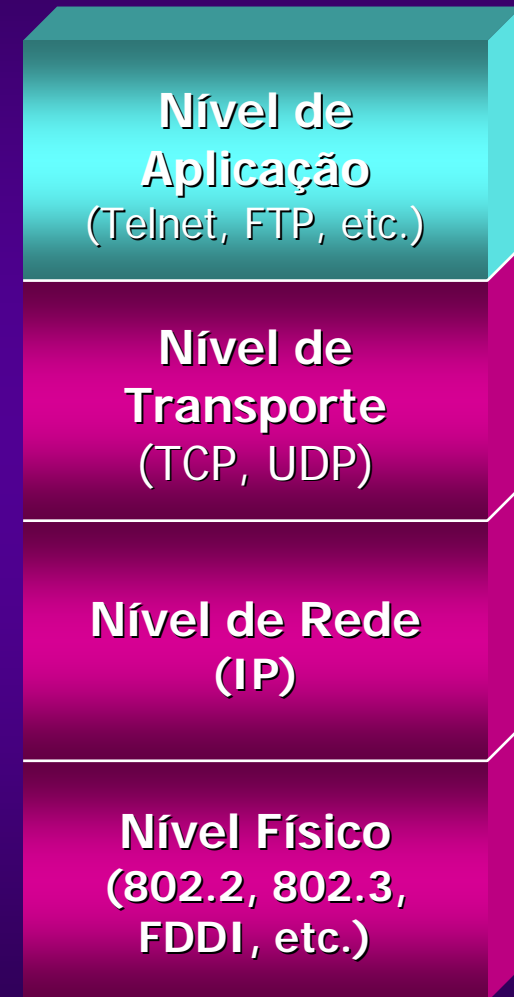 Nível de
Aplicação
(Telnet, FTP, etc.)
Nível de
Transporte
(TCP, UDP)
Nível de Rede
(IP)
Nível Físico
(802.2, 802.3,
FDDI, etc.)